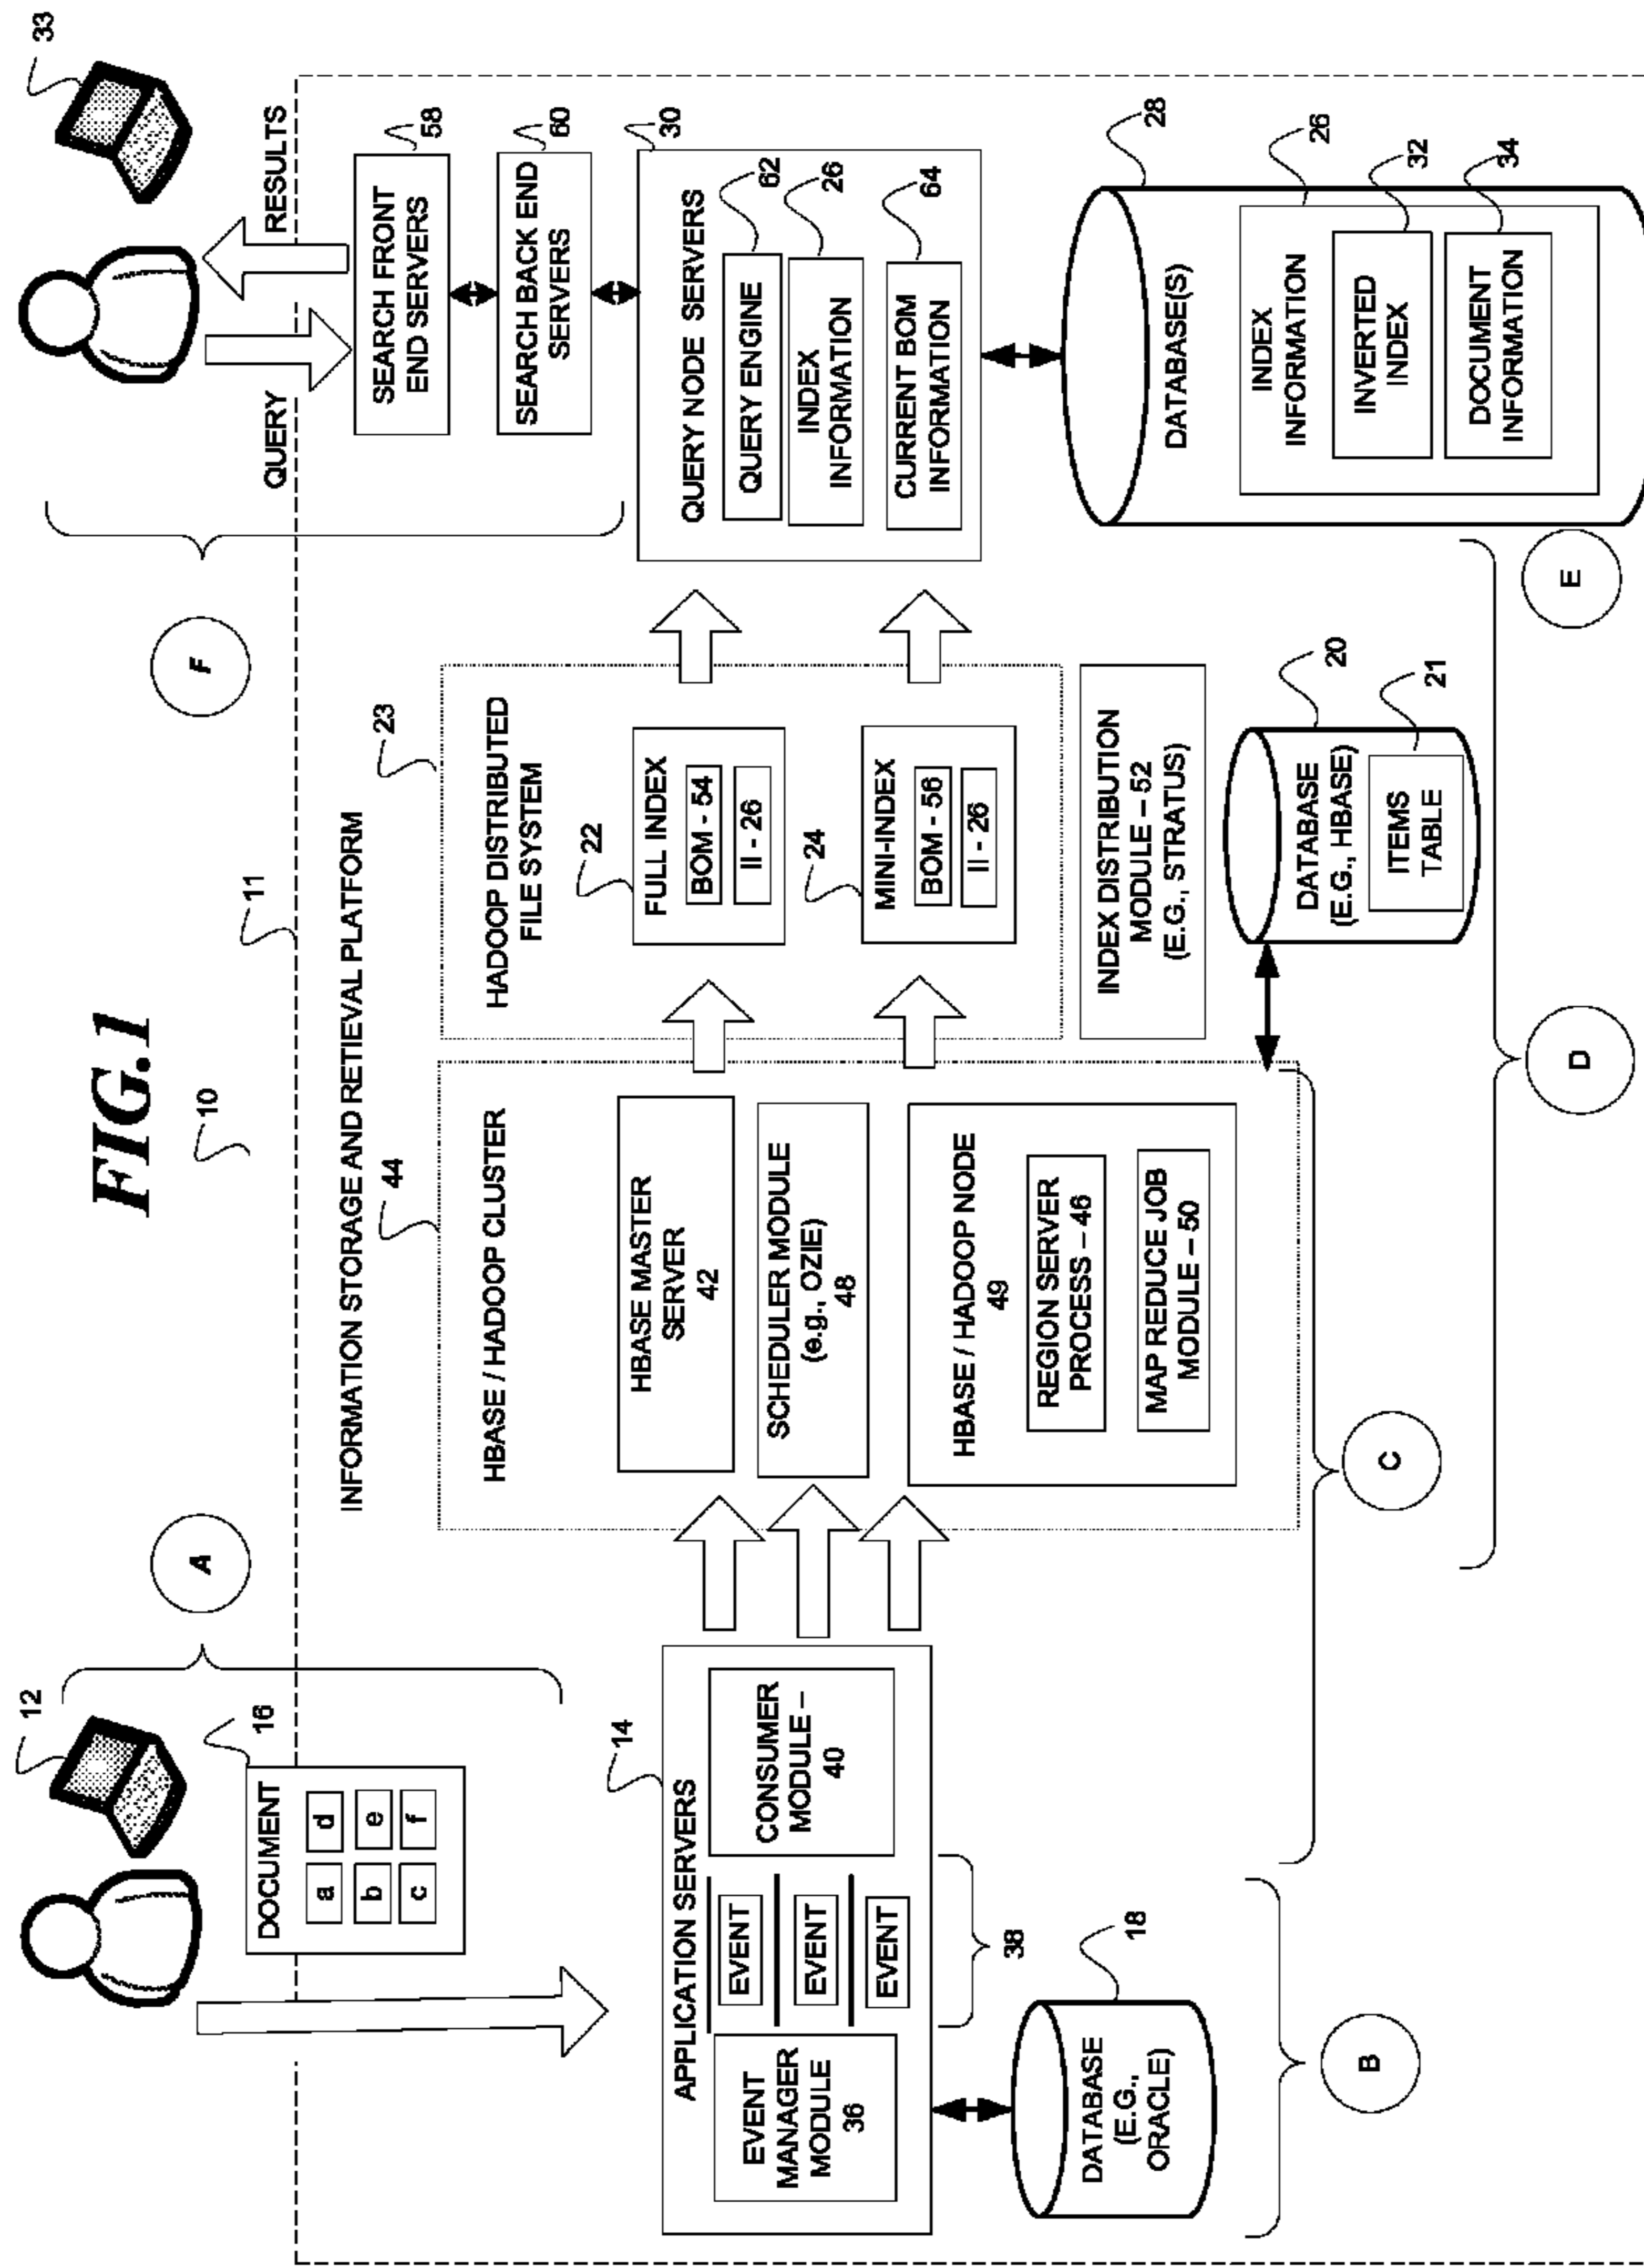 FIG.1
10
11
INFORMATION STORAGE AND RETRIEVAL PLATFORM
A
12
16
DOCUMENT
a
d
b
e
c
f
14
APPLICATION SERVERS
EVENT
MANAGER
MODULE
36
EVENT
EVENT
EVENT
38
CONSUMER
MODULE –
40
18
DATABASE
(E.G.,
ORACLE)
B
44
HBASE / HADOOP CLUSTER
HBASE MASTER
SERVER
42
SCHEDULER MODULE
(e.g., OZIE)
48
HBASE / HADOOP NODE
49
REGION SERVER
PROCESS – 46
MAP REDUCE JOB
MODULE – 50
C
23
HADOOP DISTRIBUTED
FILE SYSTEM
22
FULL INDEX
BOM - 54
II - 26
24
MINI-INDEX
BOM - 56
II - 26
INDEX DISTRIBUTION
MODULE – 52
(E.G., STRATUS)
20
DATABASE
(E.G., HBASE)
21
ITEMS
TABLE
D
F
33
QUERY
RESULTS
SEARCH FRONT
END SERVERS
58
SEARCH BACK END
SERVERS
60
30
QUERY NODE SERVERS
QUERY ENGINE
62
INDEX
INFORMATION
26
CURRENT BOM
INFORMATION
64
28
DATABASE(S)
INDEX
INFORMATION
26
INVERTED
INDEX
32
DOCUMENT
INFORMATION
34
E